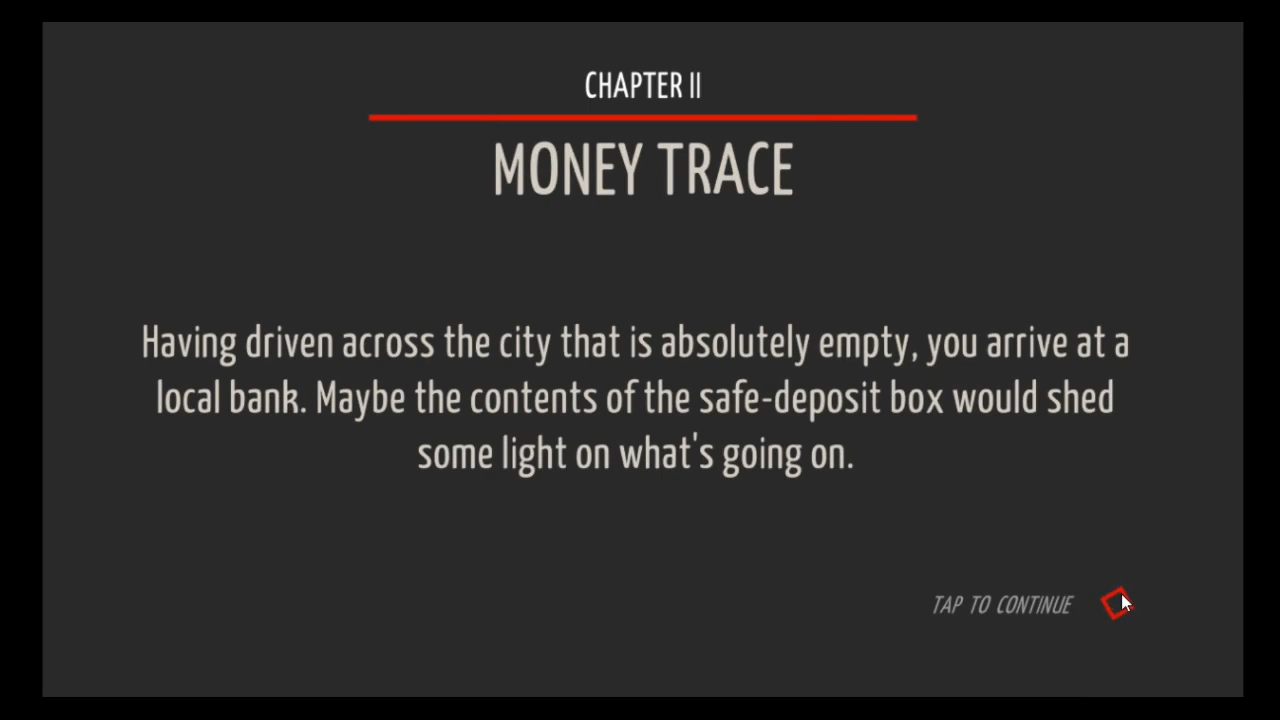 CHAPTER II
MONEY TRACE
Having driven across the city that is absolutely empty, you arrive at a
local bank. Maybe the contents of the safe-deposit box would shed
some light on what's going on.
TAP TO CONTINUE